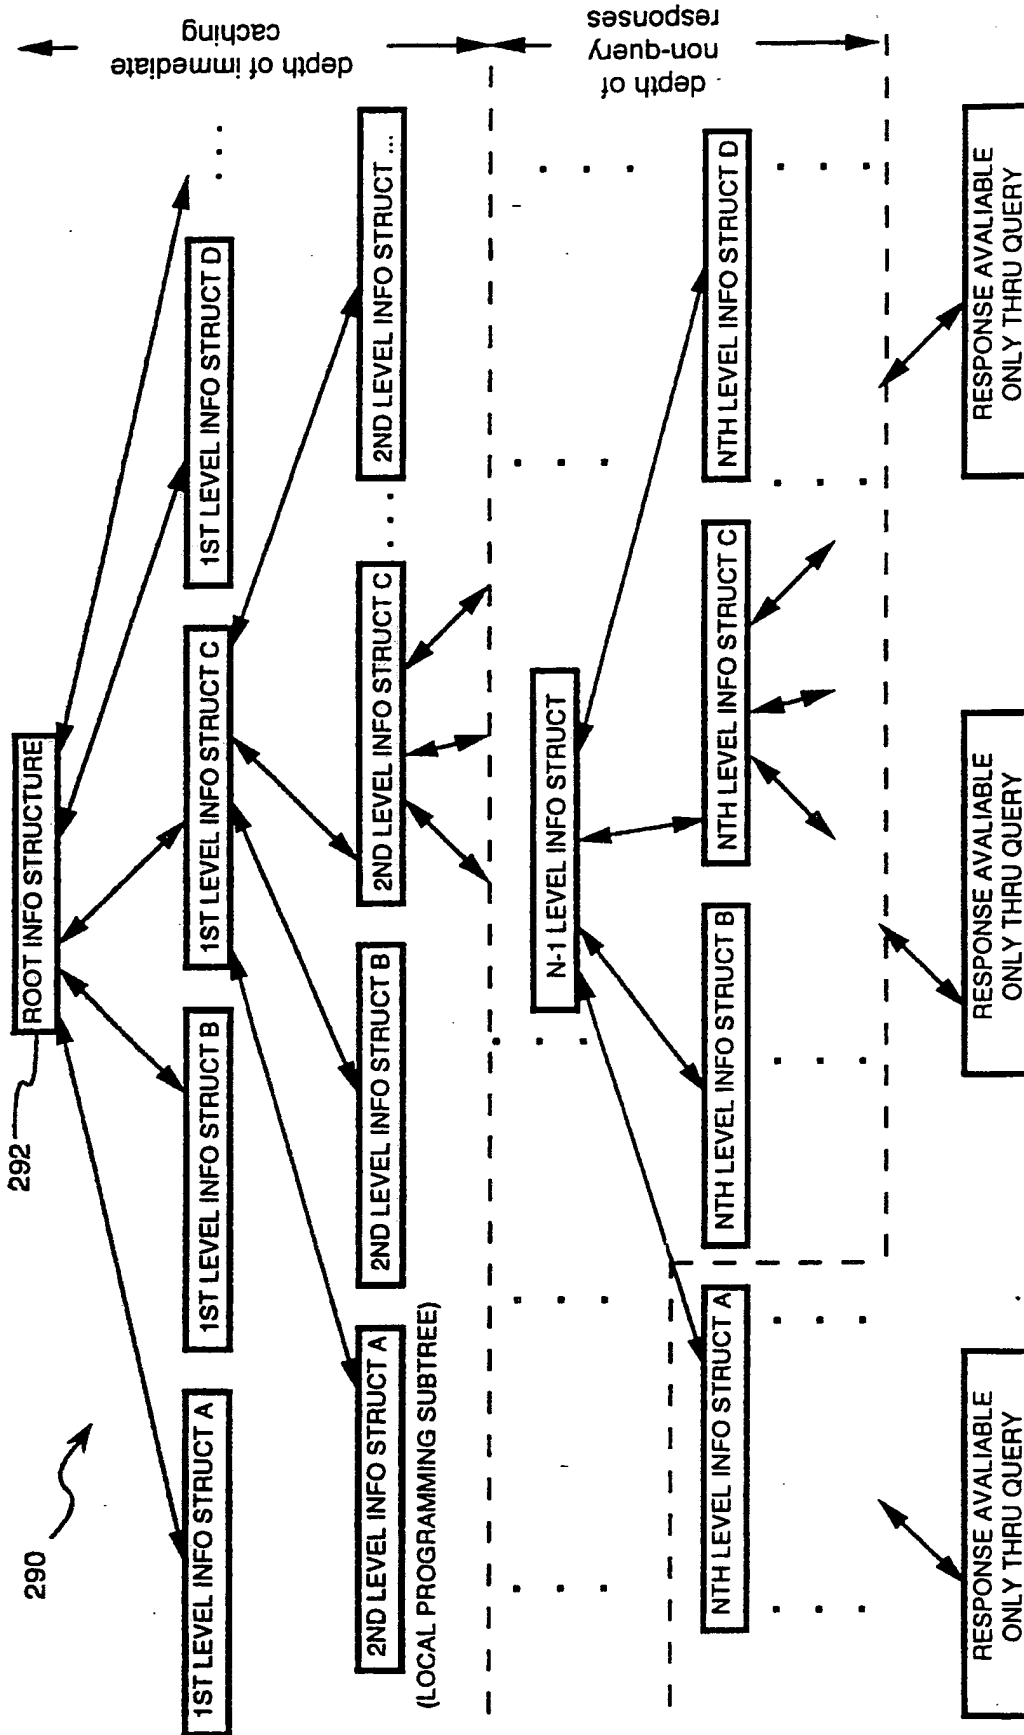 290
292
ROOT INFO STRUCTURE
1ST LEVEL INFO STRUCT A
1ST LEVEL INFO STRUCT B
1ST LEVEL INFO STRUCT C
1ST LEVEL INFO STRUCT D
. . .
depth of immediate
caching
2ND LEVEL INFO STRUCT A
(LOCAL PROGRAMMING SUBTREE)
2ND LEVEL INFO STRUCT B
2ND LEVEL INFO STRUCT C
. . .
2ND LEVEL INFO STRUCT ...
N-1 LEVEL INFO STRUCT
depth of
non-query
responses
NTH LEVEL INFO STRUCT A
NTH LEVEL INFO STRUCT B
NTH LEVEL INFO STRUCT C
NTH LEVEL INFO STRUCT D
RESPONSE AVALIABLE
ONLY THRU QUERY
RESPONSE AVALIABLE
ONLY THRU QUERY
RESPONSE AVALIABLE
ONLY THRU QUERY